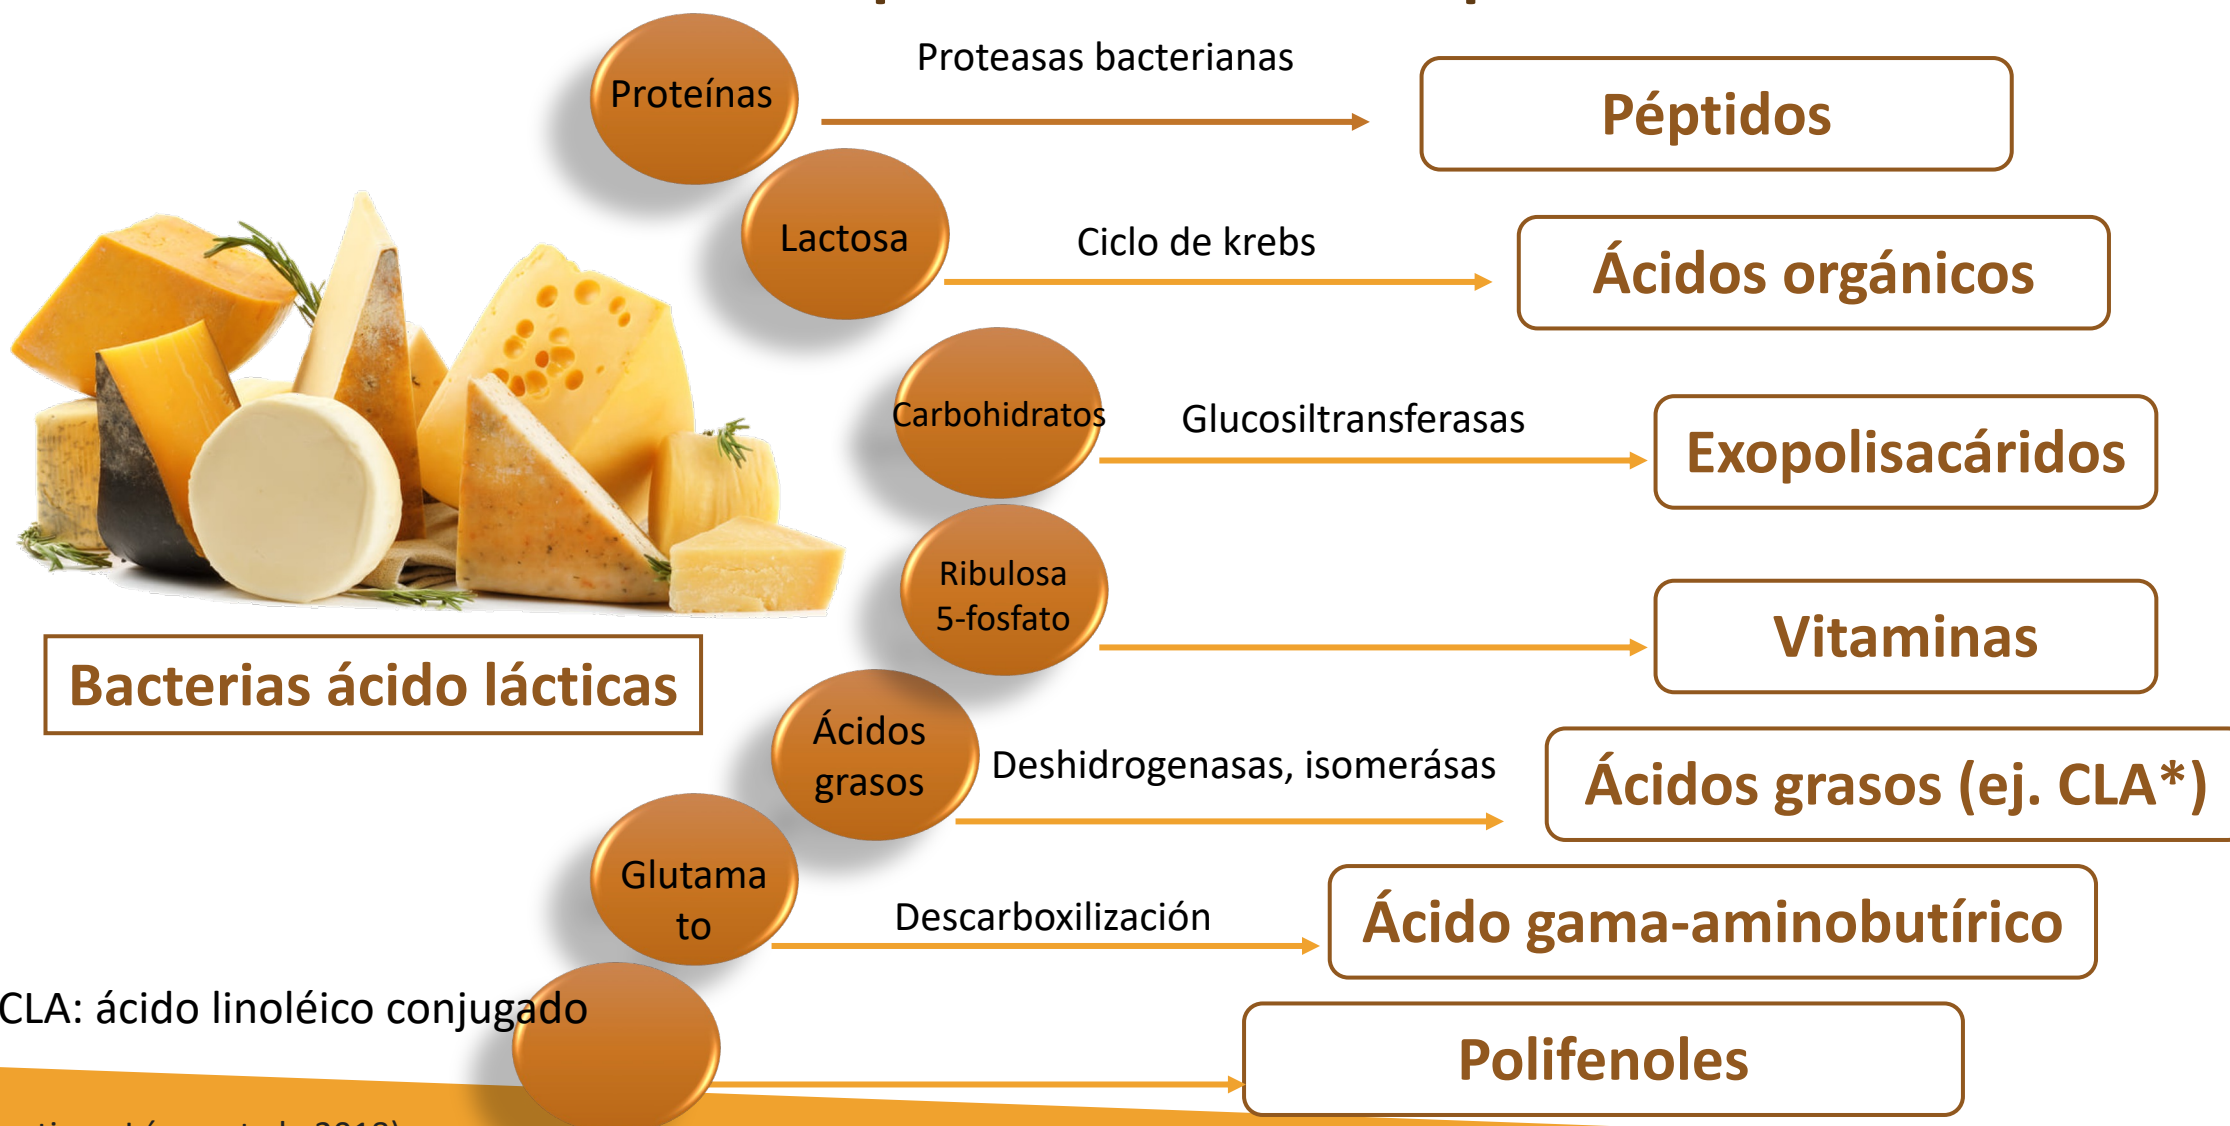 Proteínas
Proteasas bacterianas
Péptidos
Lactosa
Ciclo de krebs
Ácidos orgánicos
Carbohidratos
Glucosiltransferasas
Exopolisacáridos
Ribulosa
5-fosfato
Vitaminas
Bacterias ácido lácticas
Ácidos
grasos
Deshidrogenasas, isomerásas
Ácidos grasos (ej. CLA*)
Glutama
to
Descarboxilización
Ácido gama-aminobutírico
CLA: ácido linoléico conjugado
Polifenoles